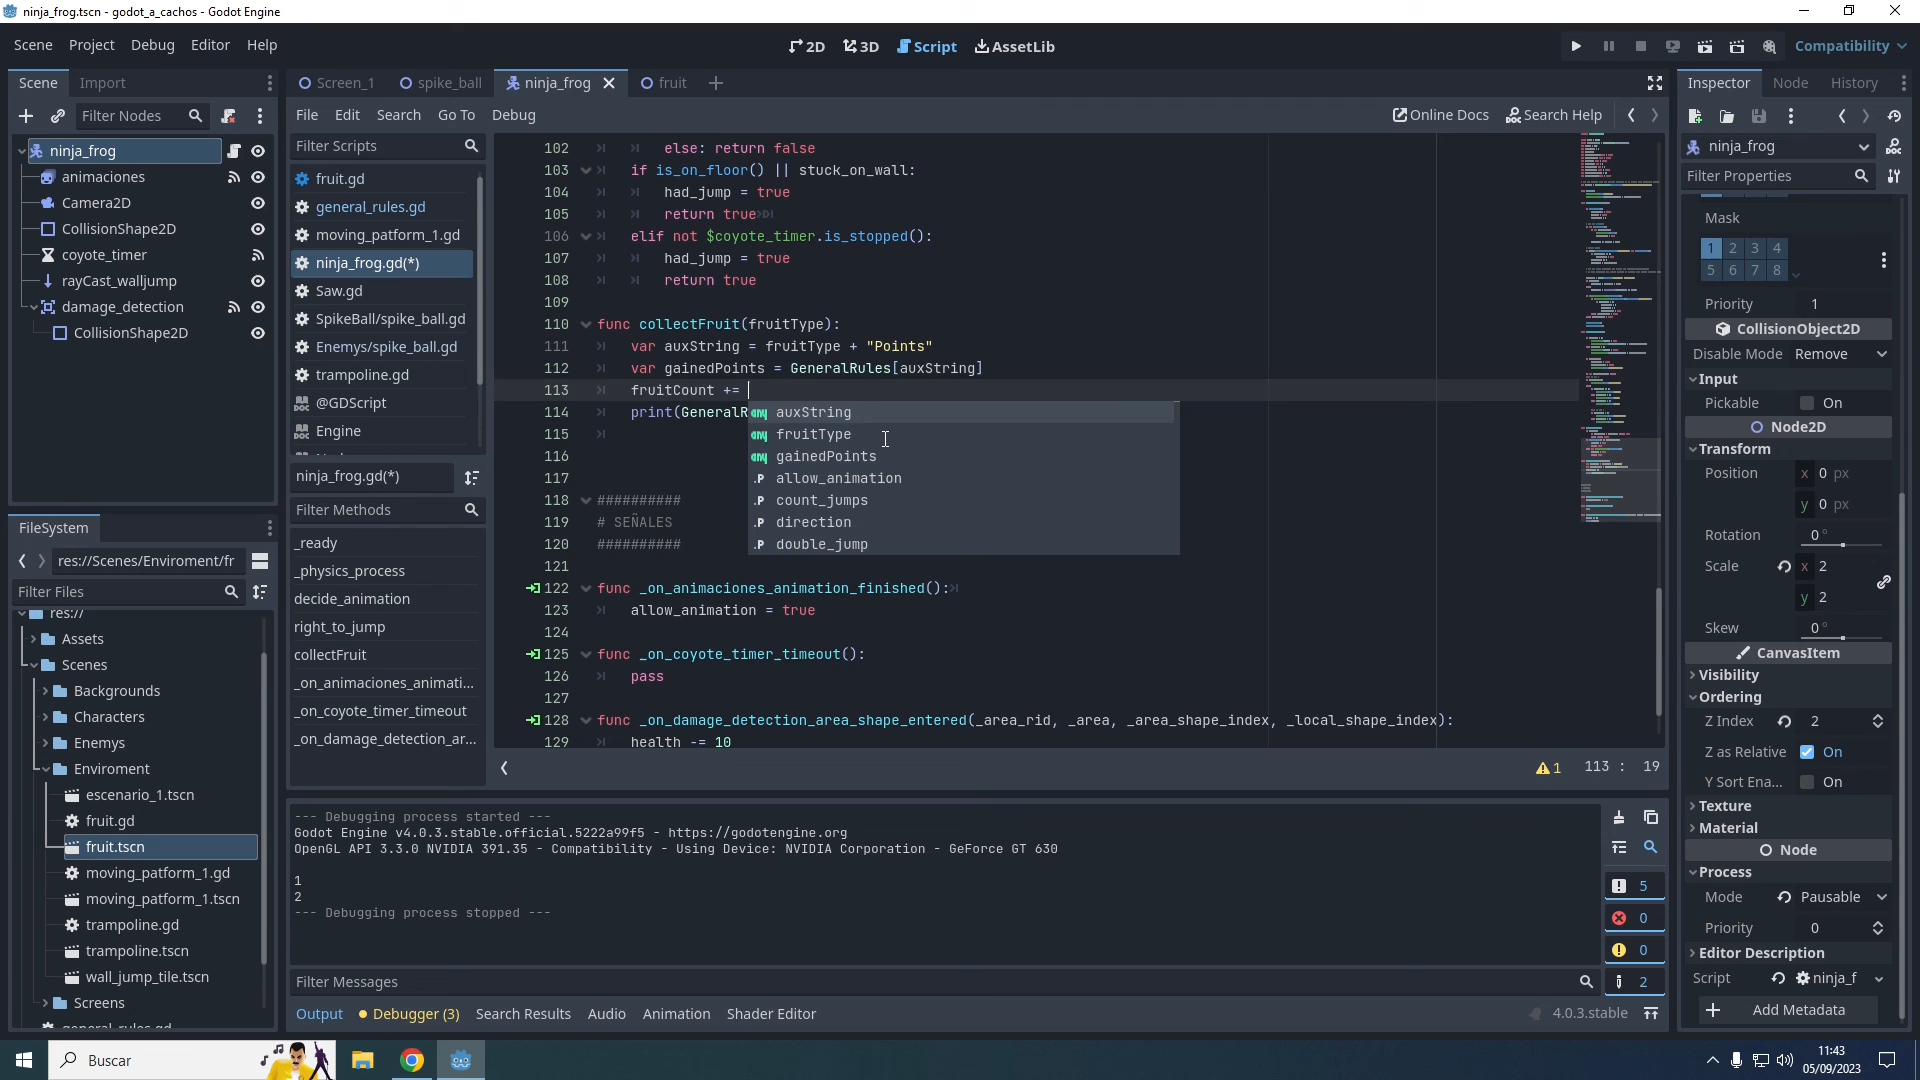 ninja_frog.tscn - godot_a_cachos - Godot Engine
Scene Project Debug Editor Help
2D 3D Script AssetLib
Compatibility
Scene Import
Filter Nodes
ninja_frog
animaciones
Camera2D
CollisionShape2D
coyote_timer
rayCast_walljump
damage_detection
CollisionShape2D
FileSystem
res://Scenes/Enviroment/fr
Filter Files
res://
Assets
Scenes
Backgrounds
Characters
Enemys
Enviroment
escenario_1.tscn
fruit.gd
fruit.tscn
moving_patform_1.gd
moving_patform_1.tscn
trampoline.gd
trampoline.tscn
wall_jump_tile.tscn
Screens
general_rules.gd
Screen_1 spike_ball ninja_frog fruit
File Edit Search Go To Debug
Online Docs Search Help
Filter Scripts
fruit.gd
general_rules.gd
moving_patform_1.gd
ninja_frog.gd(*)
Saw.gd
SpikeBall/spike_ball.gd
Enemys/spike_ball.gd
trampoline.gd
@GDScript
Engine
ninja_frog.gd(*)
Filter Methods
_ready
_physics_process
decide_animation
right_to_jump
collectFruit
_on_animaciones_animati...
_on_coyote_timer_timeout
_on_damage_detection_ar...
102 else: return false
103 if is_on_floor() || stuck_on_wall:
104 had_jump = true
105 return true
106 elif not $coyote_timer.is_stopped():
107 had_jump = true
108 return true
109
110 func collectFruit(fruitType):
111 var auxString = fruitType + "Points"
112 var gainedPoints = GeneralRules[auxString]
113 fruitCount +=
114 print(GeneralR
115
116
117
118 ##########
119 # SEÑALES
120 ##########
121
122 func _on_animaciones_animation_finished():
123 allow_animation = true
124
125 func _on_coyote_timer_timeout():
126 pass
127
128 func _on_damage_detection_area_shape_entered(_area_rid, _area, _area_shape_index, _local_shape_index):
129 health -= 10
auxString
fruitType
gainedPoints
allow_animation
count_jumps
direction
double_jump
1 113 : 19
--- Debugging process started ---
Godot Engine v4.0.3.stable.official.5222a99f5 - https://godotengine.org
OpenGL API 3.3.0 NVIDIA 391.35 - Compatibility - Using Device: NVIDIA Corporation - GeForce GT 630
1
2
--- Debugging process stopped ---
5
0
0
2
Filter Messages
Output Debugger (3) Search Results Audio Animation Shader Editor
4.0.3.stable
Inspector Node History
ninja_frog
Filter Properties
Mask
1 2 3 4
5 6 7 8
Priority 1
CollisionObject2D
Disable Mode Remove
Input
Pickable On
Node2D
Transform
Position x 0 px
y 0 px
Rotation 0 °
Scale x 2
y 2
Skew 0 °
CanvasItem
Visibility
Ordering
Z Index 2
Z as Relative On
Y Sort Ena... On
Texture
Material
Node
Process
Mode Pausable
Priority 0
Editor Description
Script ninja_f
Add Metadata
Buscar
11:43
05/09/2023